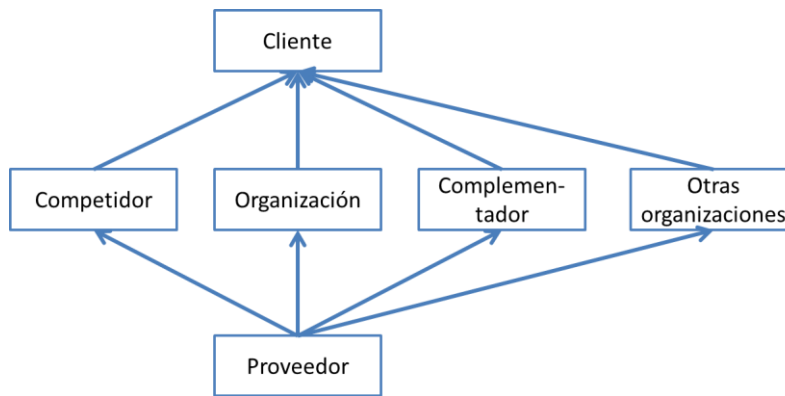 Cliente
Competidor
Organización
Complemen-
tador
Otras
organizaciones
Proveedor